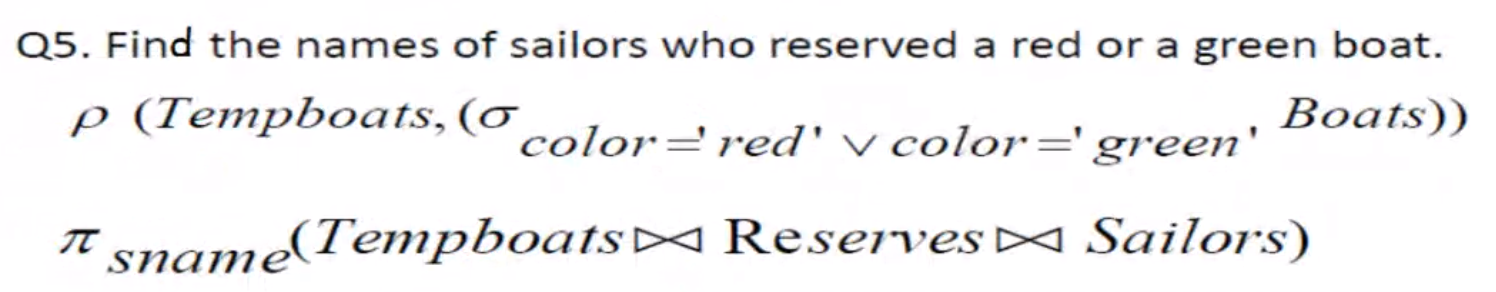 Q5. Find the names of sailors who reserved a red or a green boat.
ρ (Tempboats, (σ color=' red' ∨ color=' green' Boats))
π sname(Tempboats⋈ Reserves⋈ Sailors)